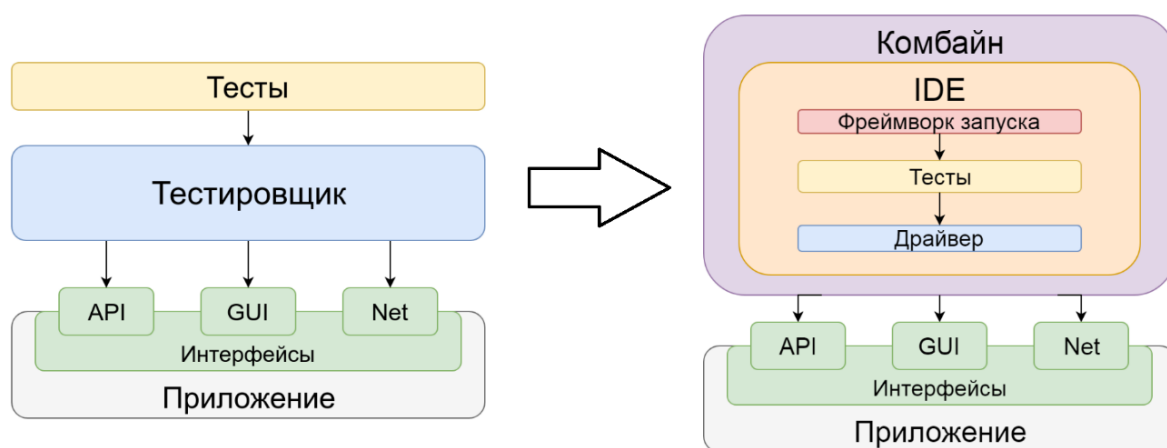 Тесты
Тестировщик
API
GUI
Net
Интерфейсы
Приложение
Комбайн
IDE
Фреймворк запуска
Тесты
Драйвер
API
GUI
Net
Интерфейсы
Приложение